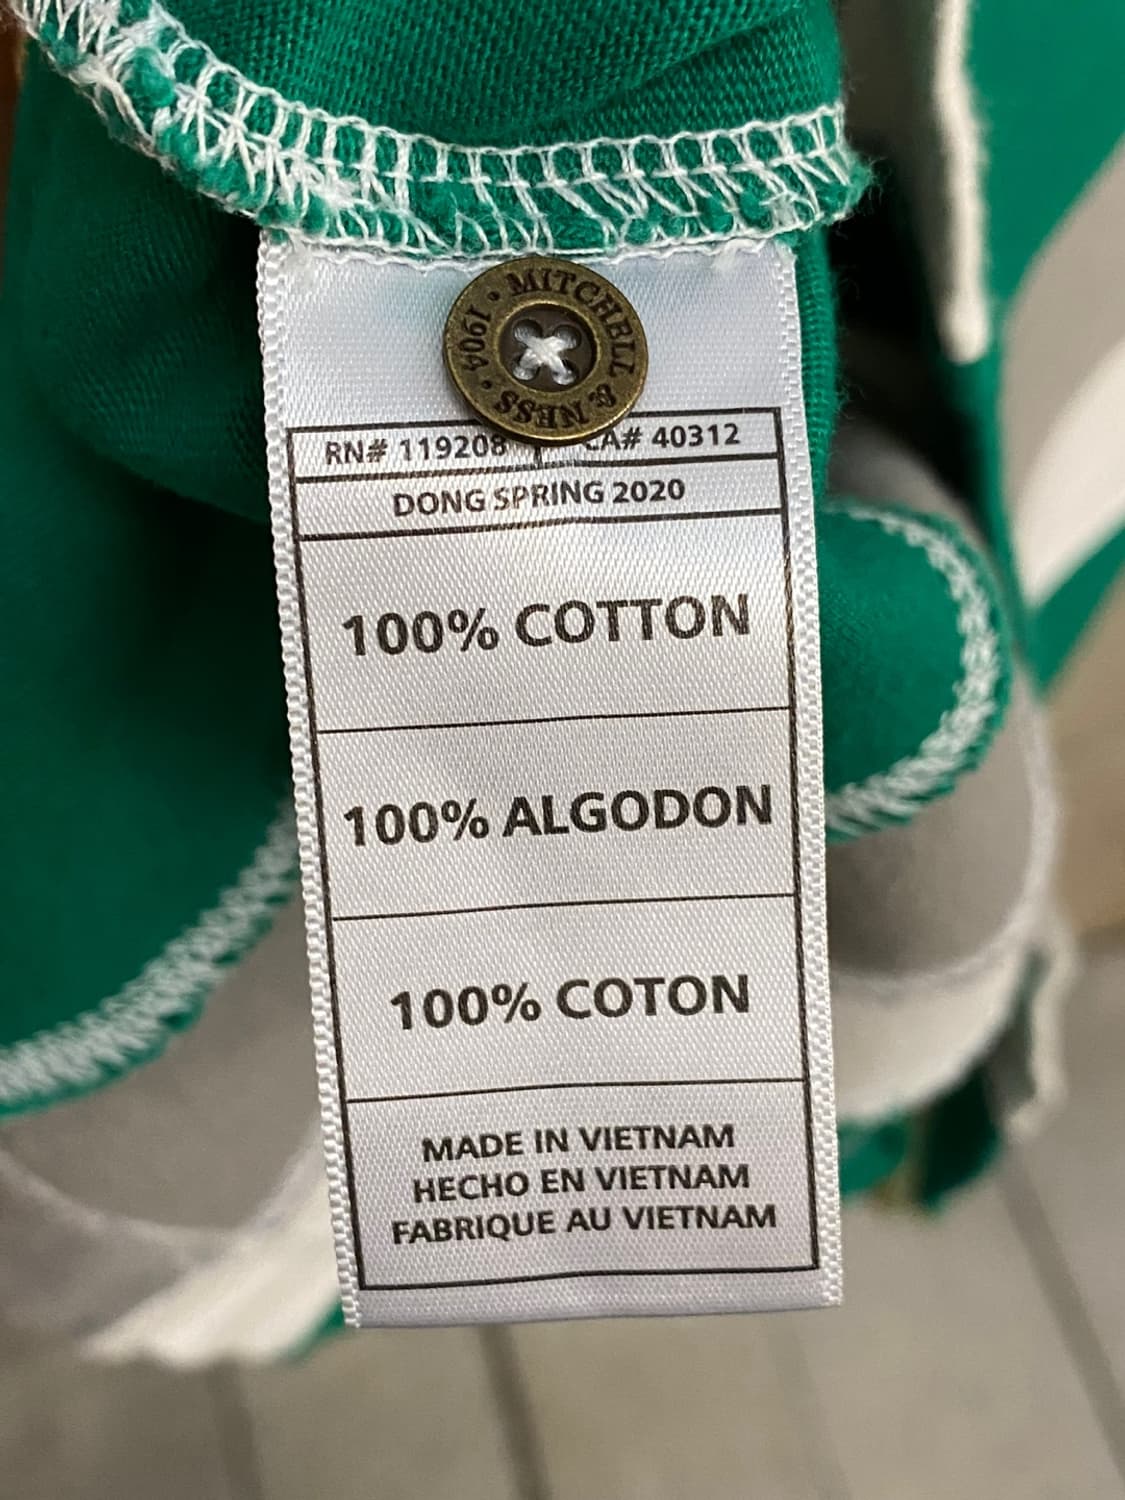 MITCHELL & NESS • 1904 •
RN# 119208 CA# 40312
DONG SPRING 2020
100% COTTON
100% ALGODON
100% COTON
MADE IN VIETNAM
HECHO EN VIETNAM
FABRIQUE AU VIETNAM